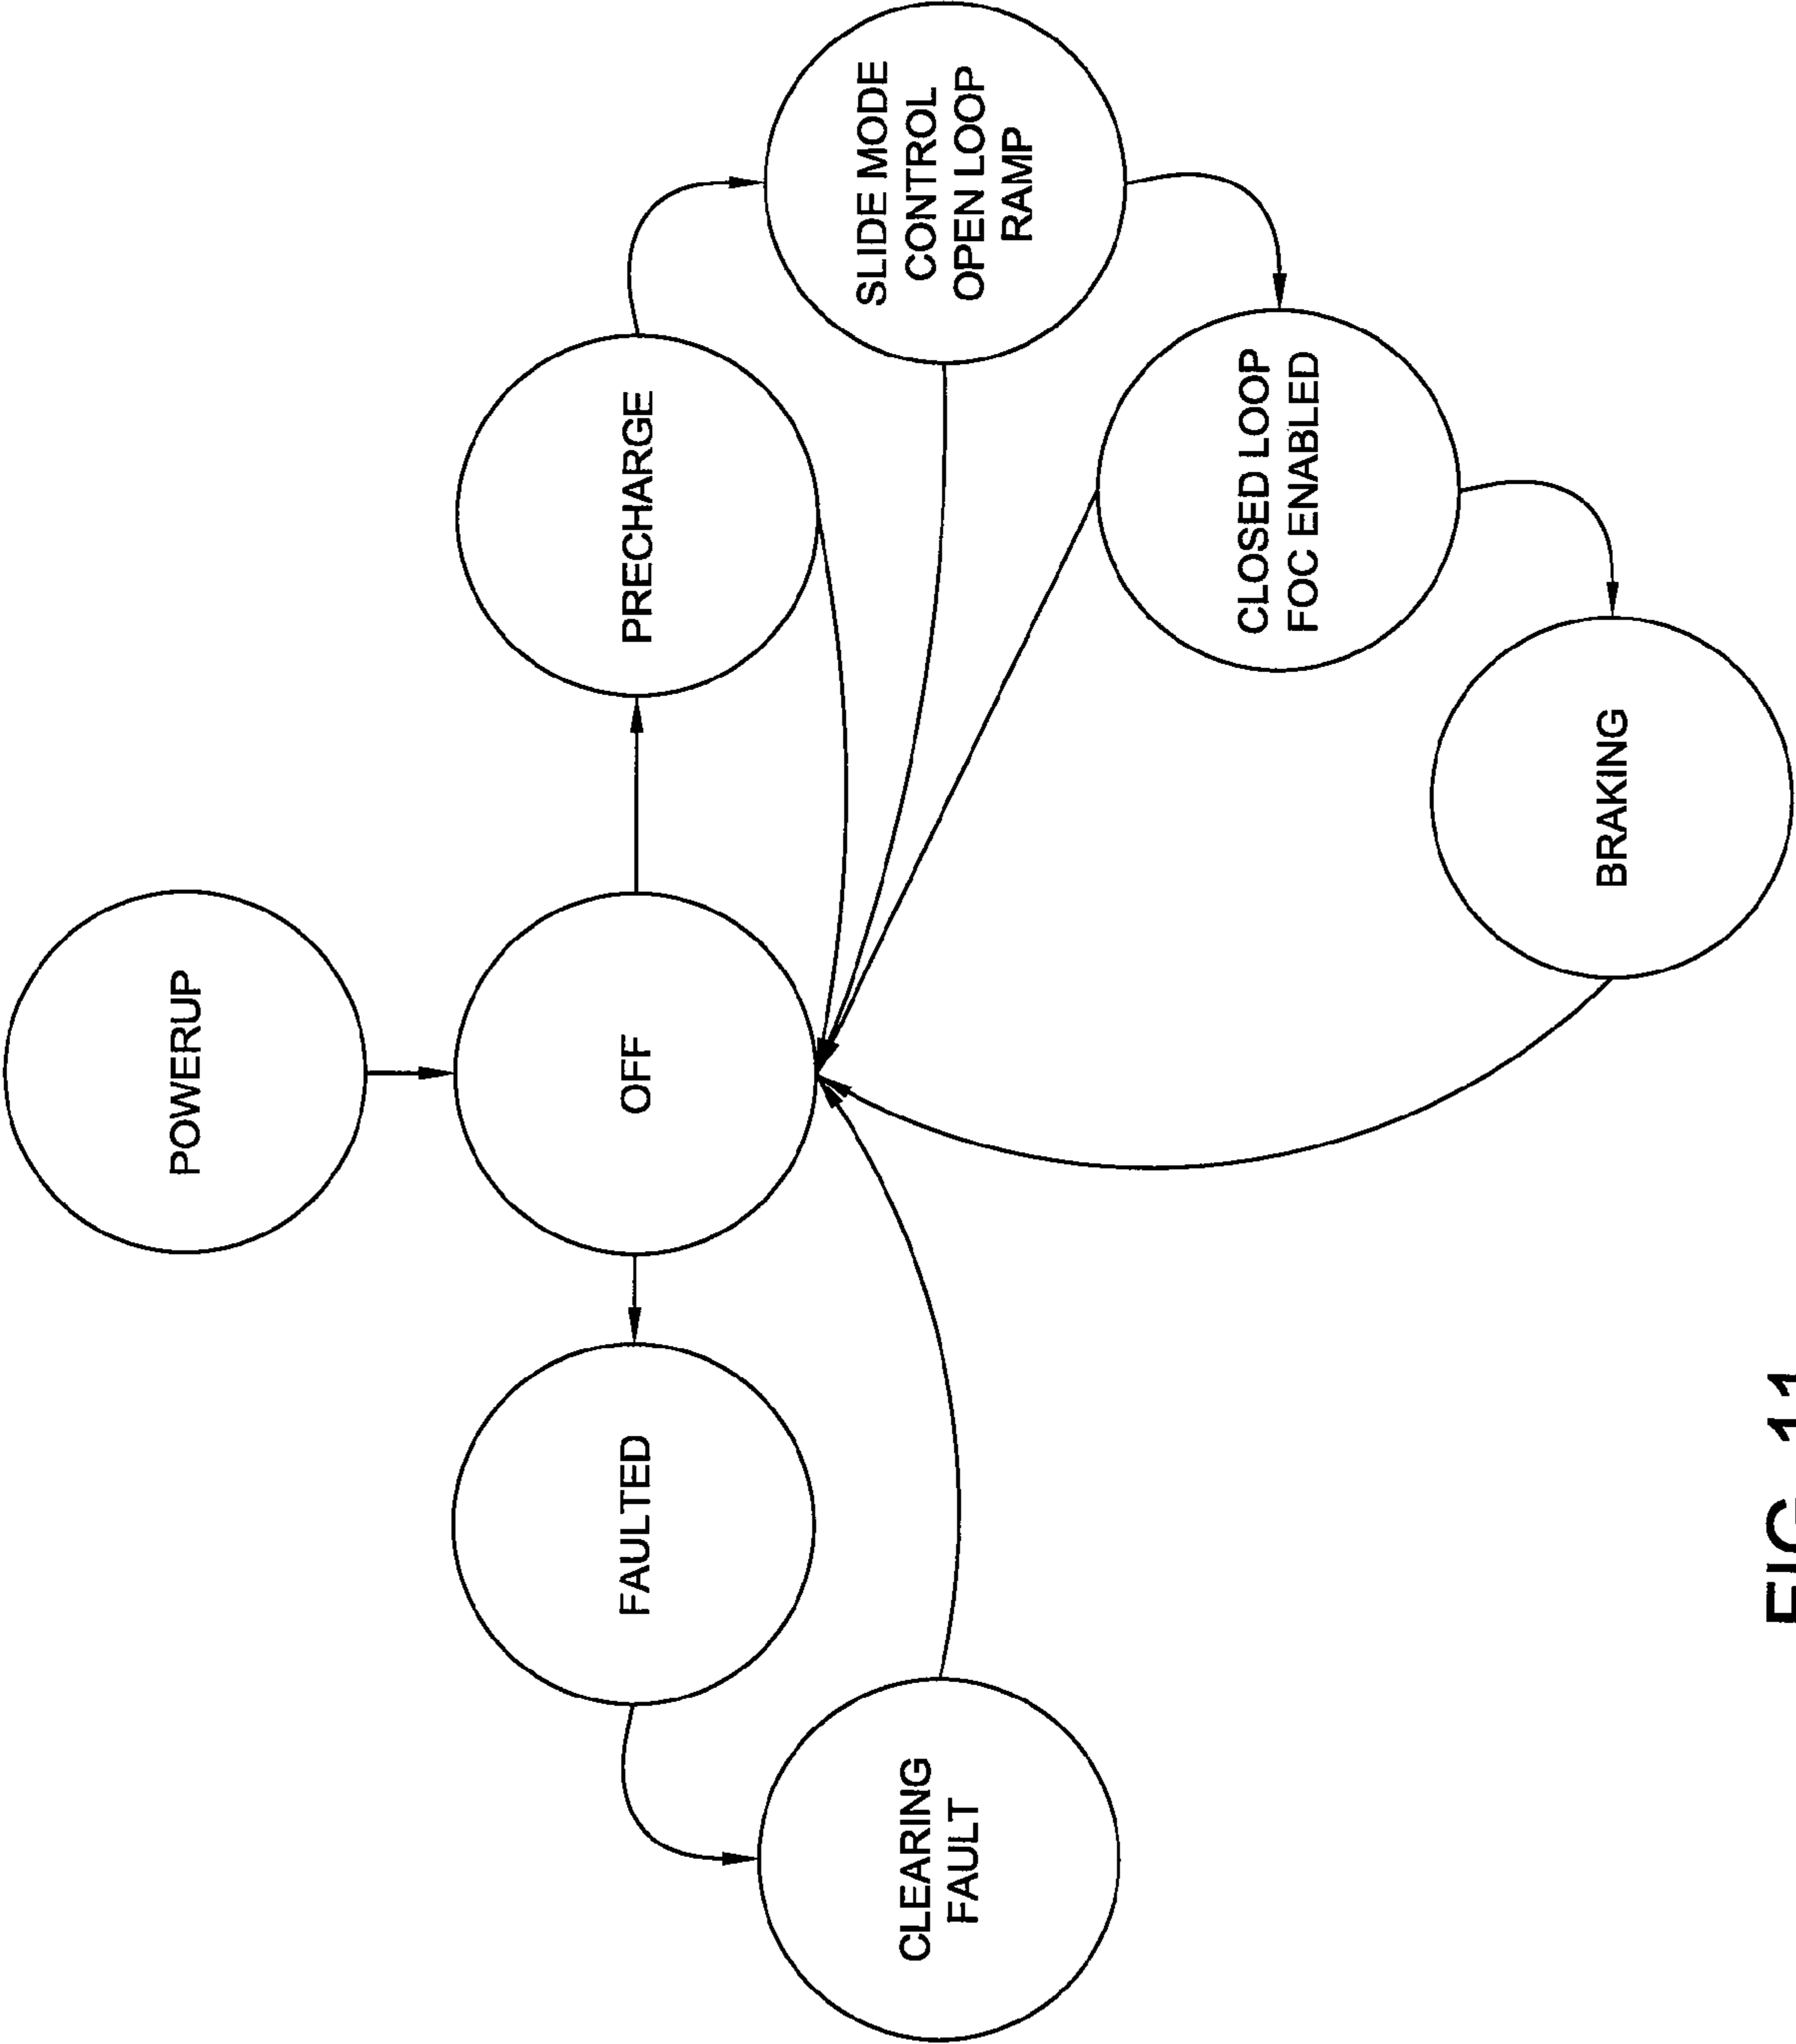 POWERUP
FAULTED
OFF
PRECHARGE
CLEARING
FAULT
SLIDE MODE
CONTROL
OPEN LOOP
RAMP
CLOSED LOOP
FOC ENABLED
BRAKING